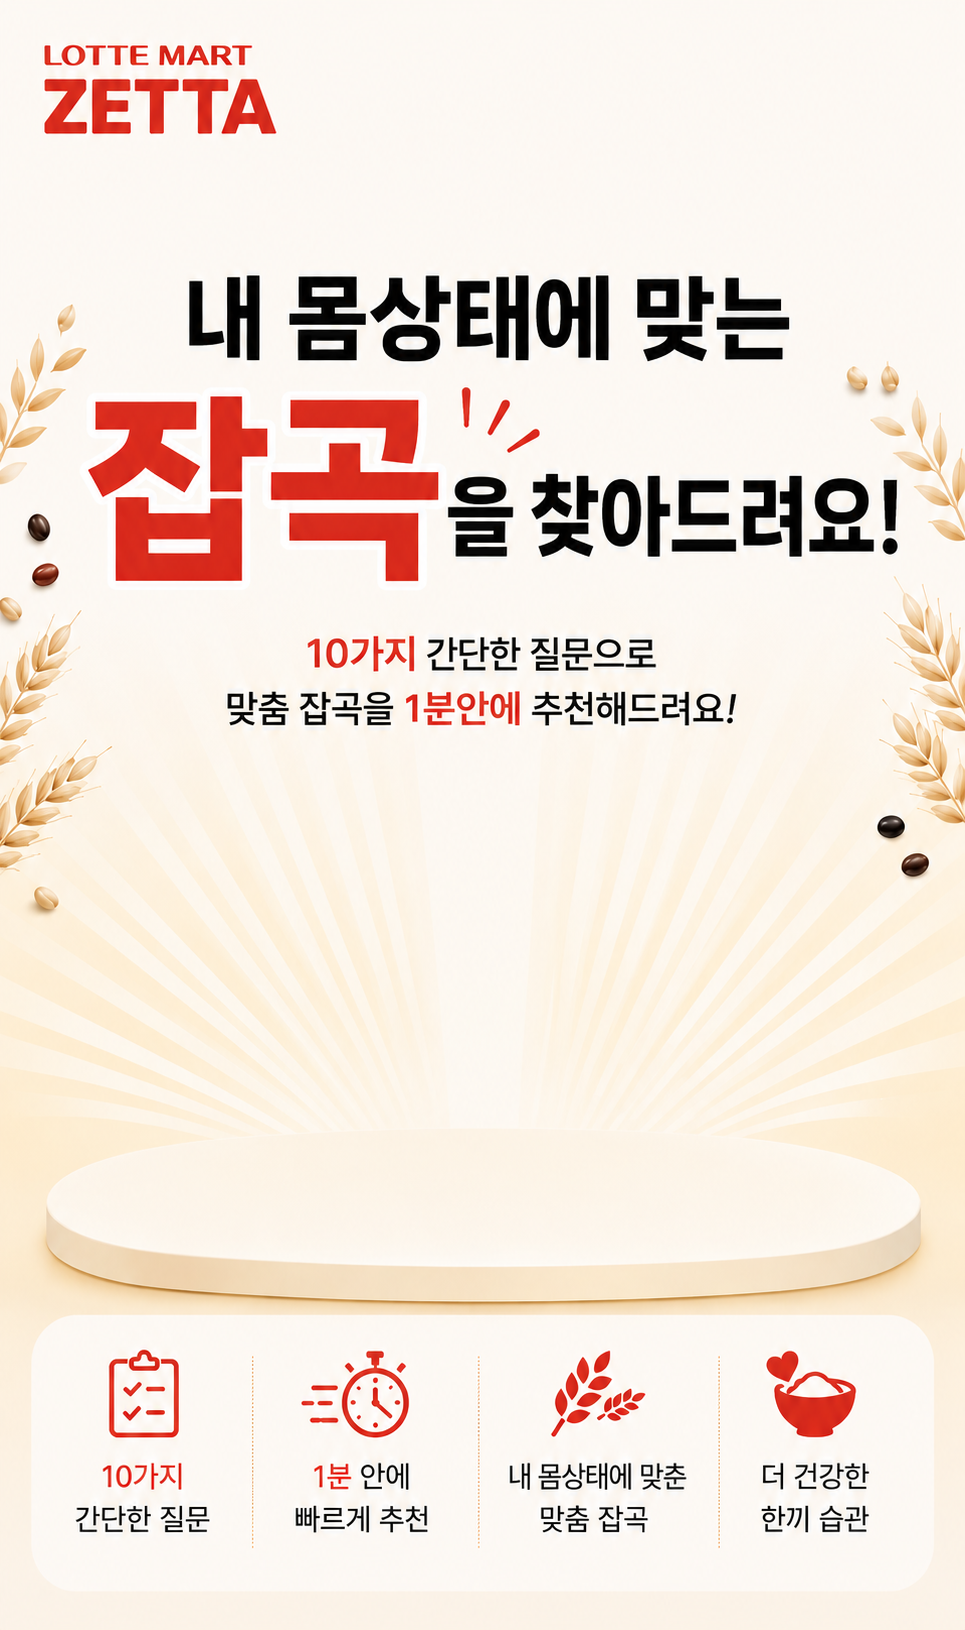 LOTTE MART
ZETTA
내 몸상태에 맞는
잡곡을 찾아드려요!
10가지 간단한 질문으로
맞춤 잡곡을 1분안에 추천해드려요!
10가지
간단한 질문
1분 안에
빠르게 추천
내 몸상태에 맞춘
맞춤 잡곡
더 건강한
한끼 습관